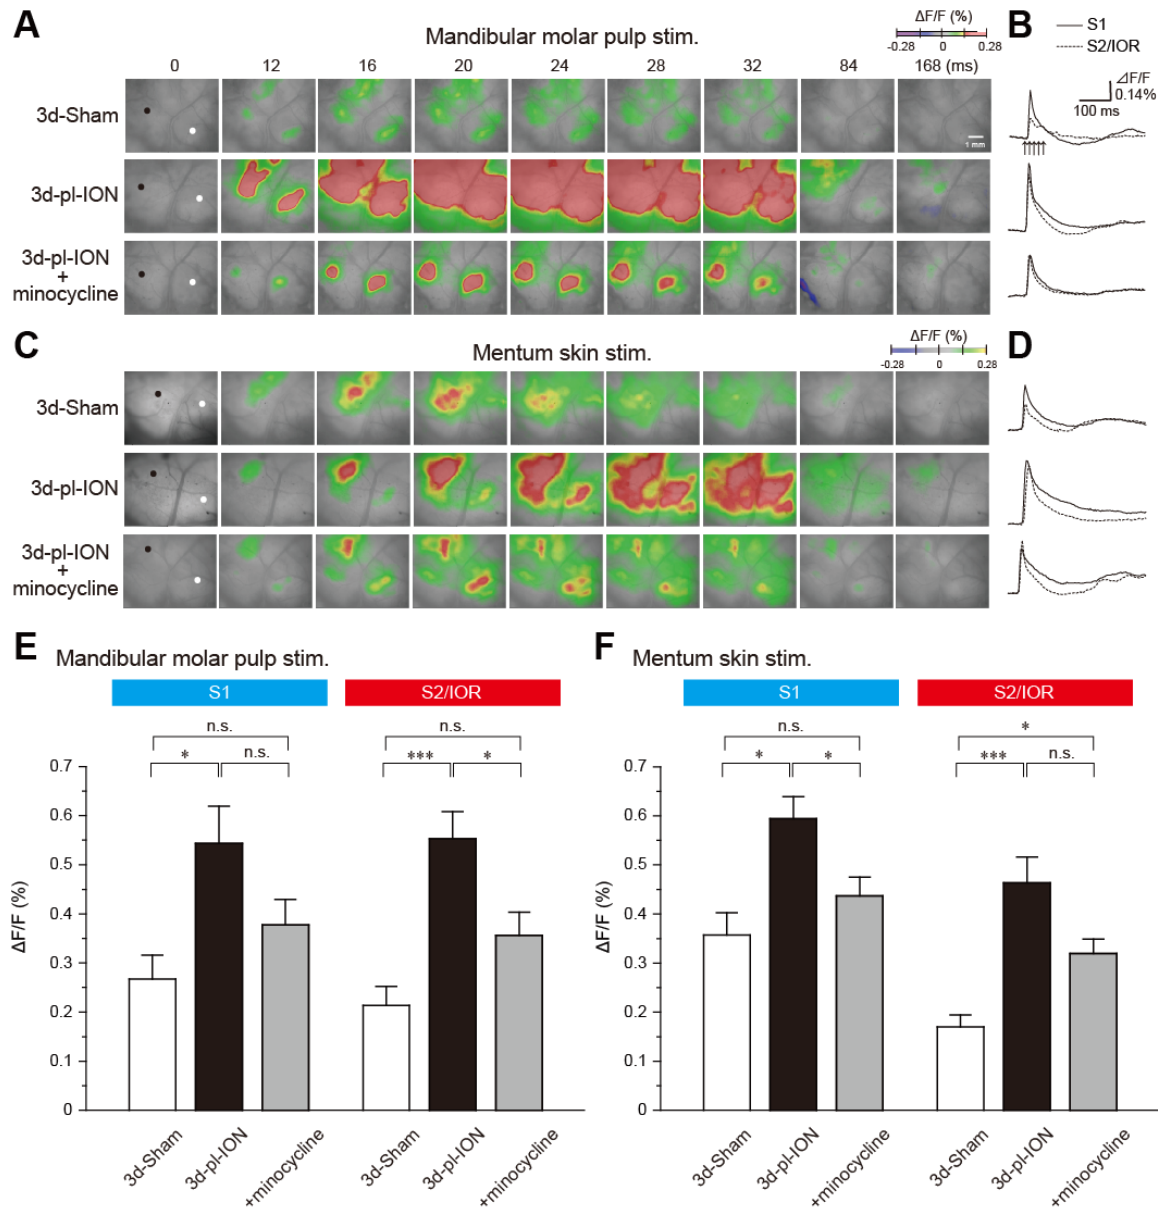 A
Mandibular molar pulp stim.
ΔF/F (%)
-0.28 0 0.28
0 12 16 20 24 28 32 84 168 (ms)
3d-Sham
1 mm
3d-pl-ION
3d-pl-ION
+
minocycline
B
S1
S2/IOR
⊿F/F
0.14%
100 ms
C
Mentum skin stim.
ΔF/F (%)
-0.28 0 0.28
3d-Sham
3d-pl-ION
3d-pl-ION
+
minocycline
D
E Mandibular molar pulp stim.
S1 S2/IOR
n.s. n.s.
* n.s. *** *
0.7
0.6
0.5
0.4
0.3
0.2
0.1
0
ΔF/F (%)
3d-Sham
3d-pl-ION
+minocycline
3d-Sham
3d-pl-ION
+minocycline
F Mentum skin stim.
S1 S2/IOR
n.s. *
* * *** n.s.
0.7
0.6
0.5
0.4
0.3
0.2
0.1
0
ΔF/F (%)
3d-Sham
3d-pl-ION
+minocycline
3d-Sham
3d-pl-ION
+minocycline